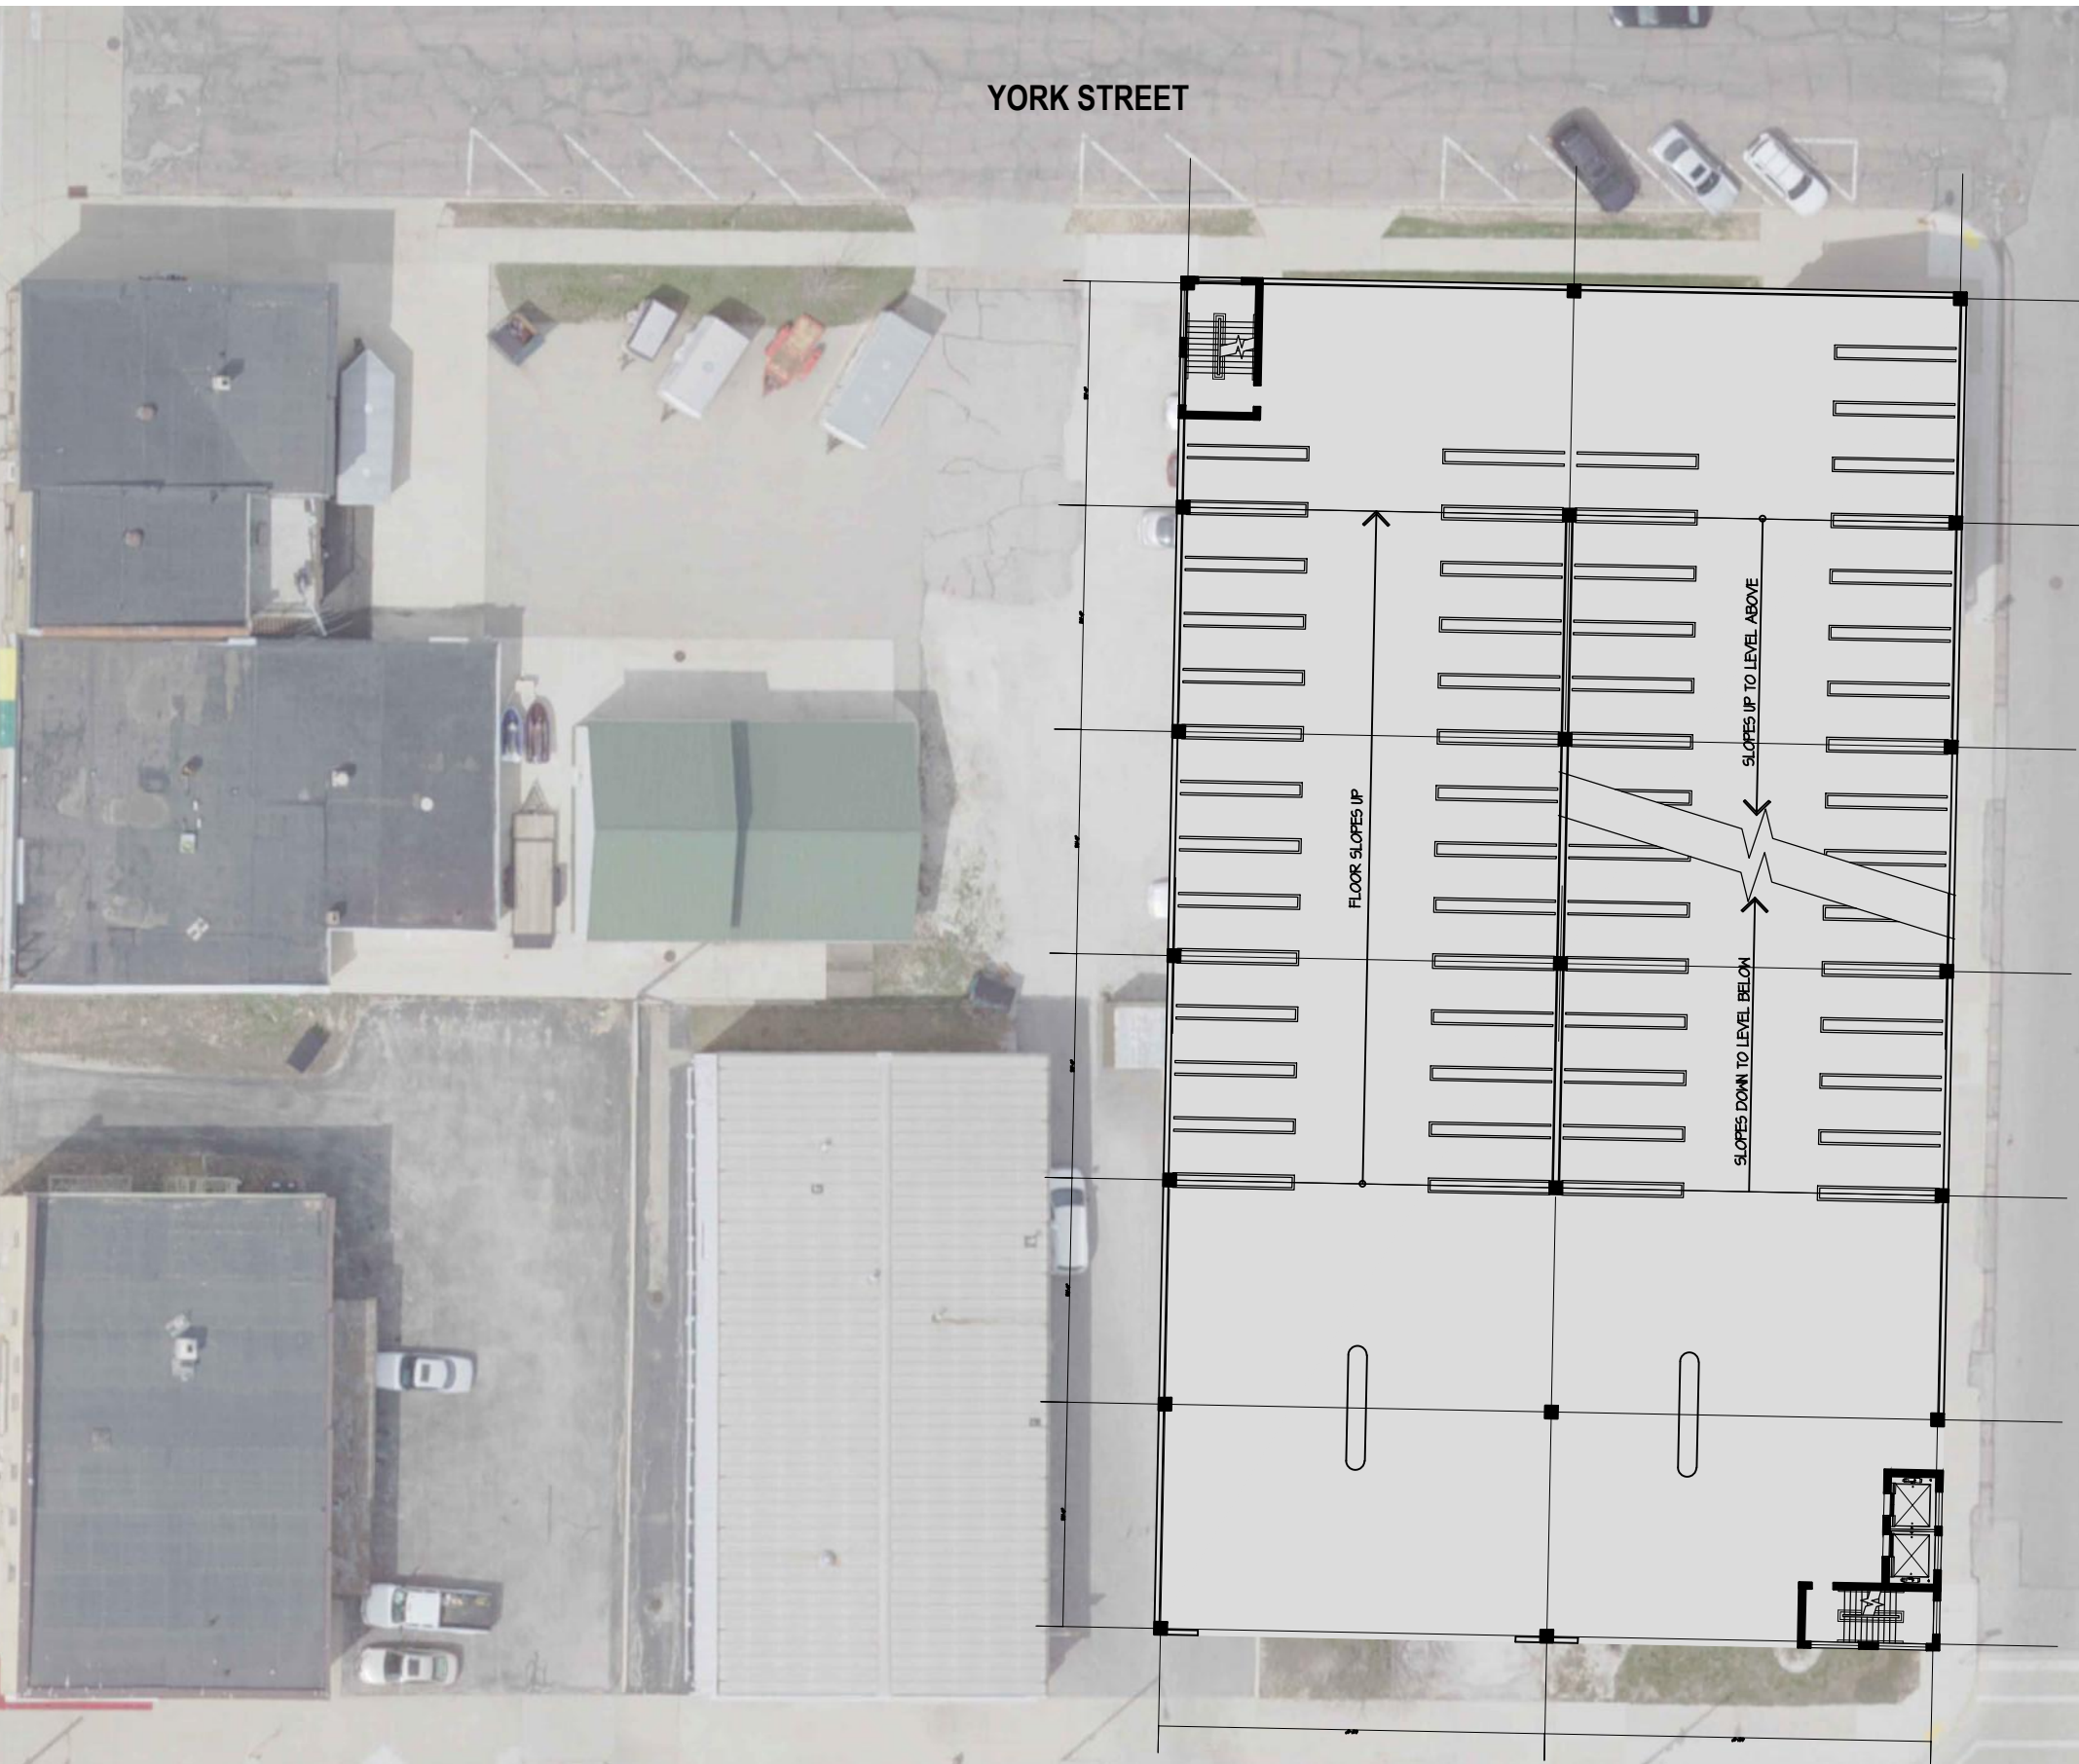 YORK STREET
SLOPES UP TO LEVEL ABOVE
FLOOR SLOPES UP
SLOPES DOWN TO LEVEL BELOW